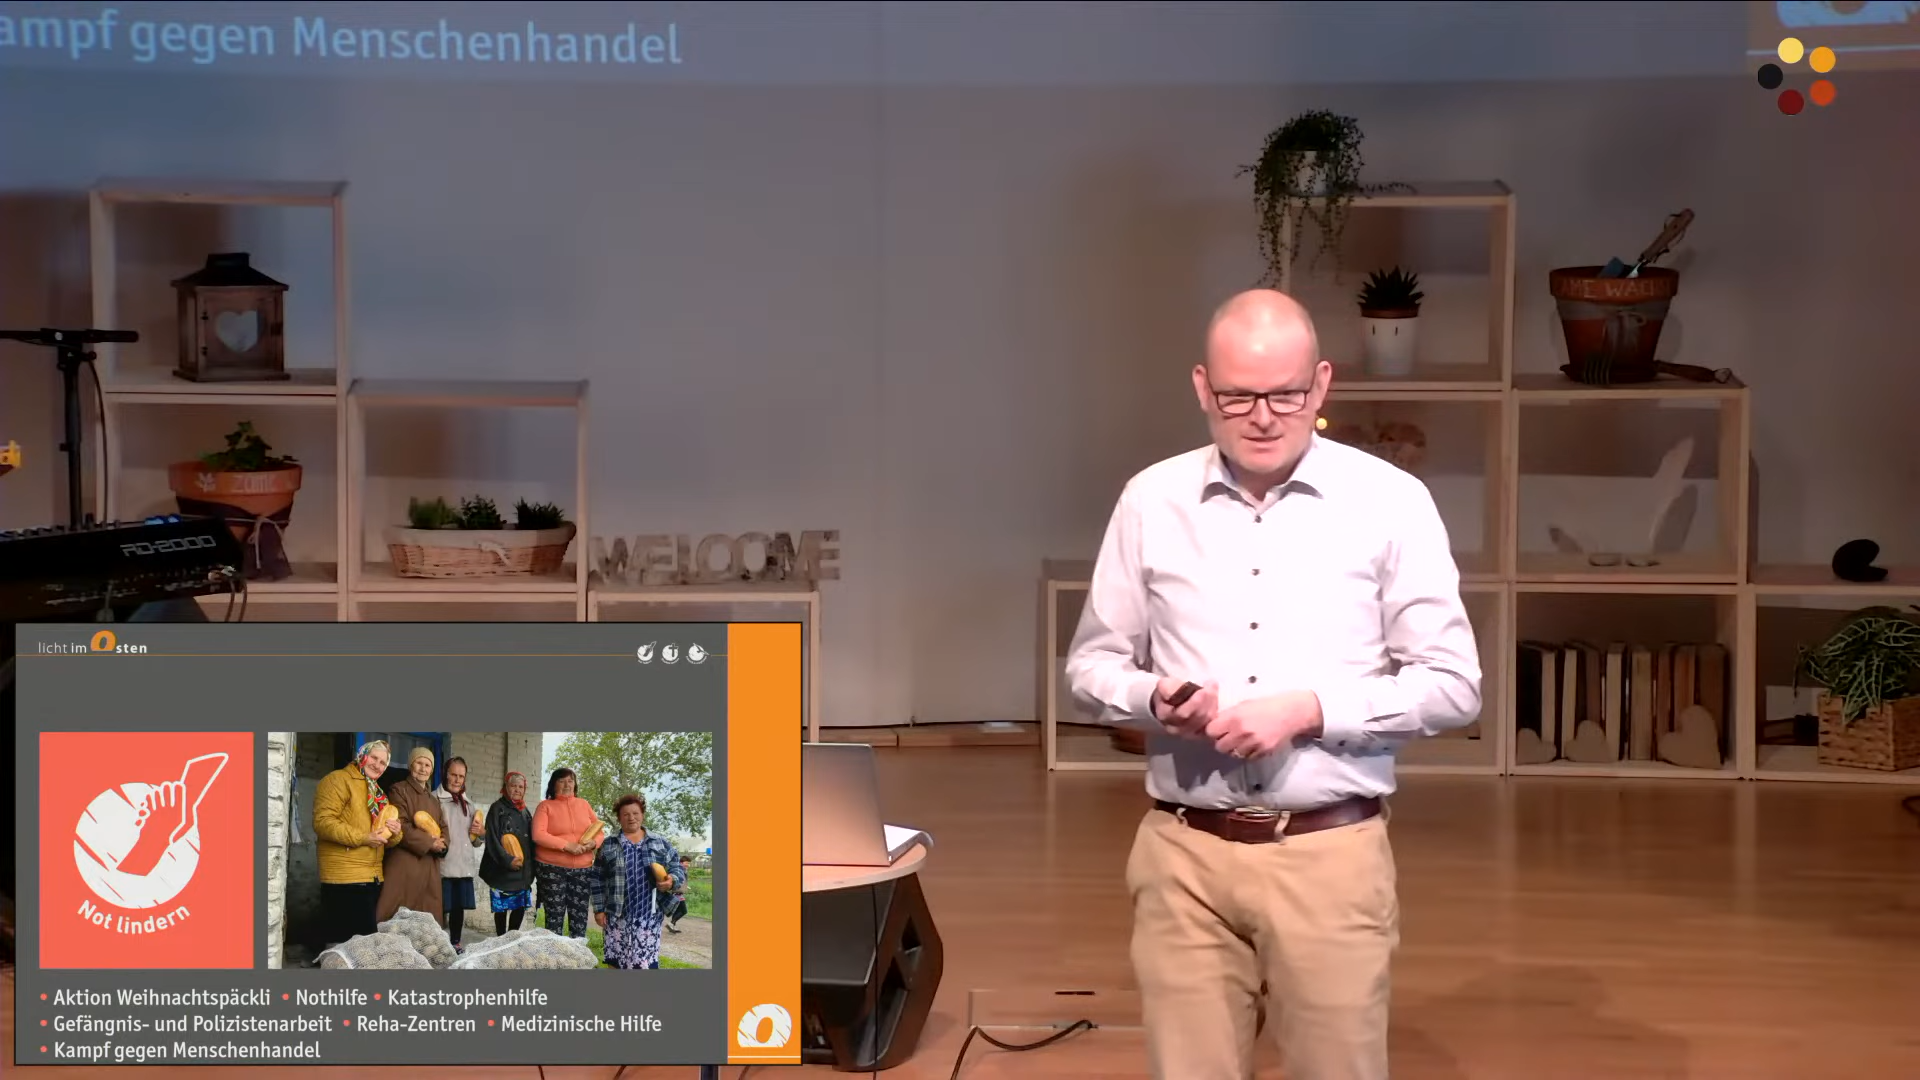 ampf gegen Menschenhandel
RD-2000
WELCOME
licht im Osten
Not lindern
• Aktion Weihnachtspäckli • Nothilfe • Katastrophenhilfe
• Gefängnis- und Polizistenarbeit • Reha-Zentren • Medizinische Hilfe
• Kampf gegen Menschenhandel